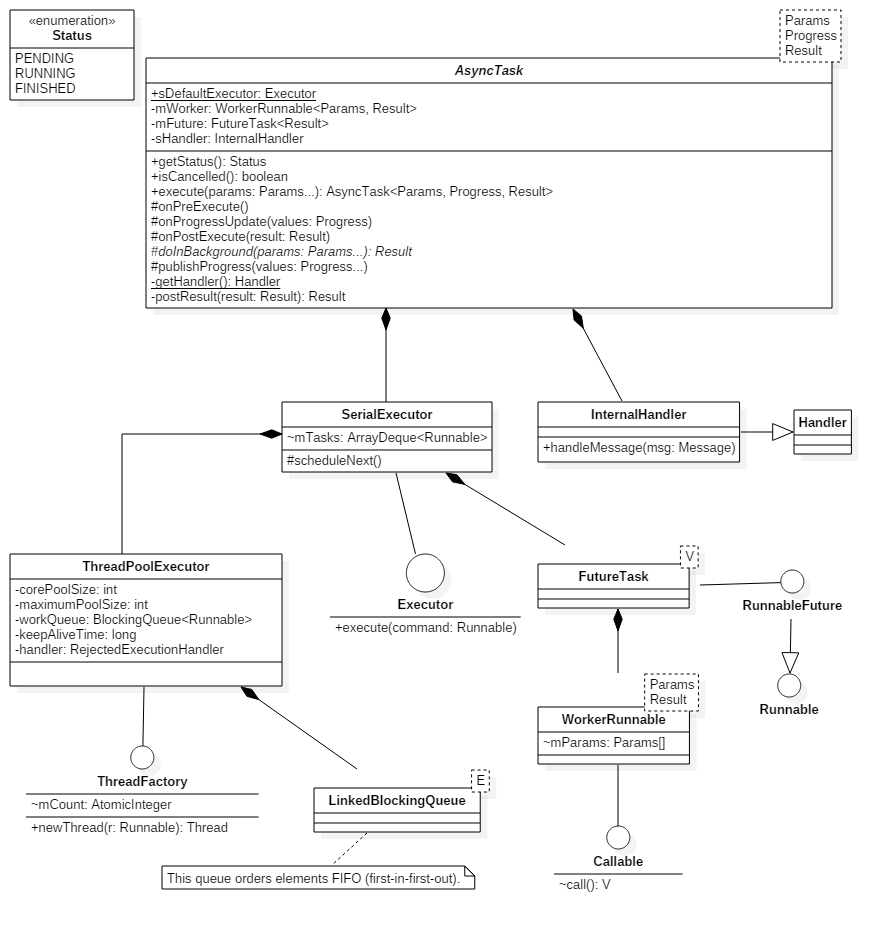 «enumeration»
Status
PENDING
RUNNING
FINISHED
Params
Progress
Result
AsyncTask
+sDefaultExecutor: Executor
-mWorker: WorkerRunnable<Params, Result>
-mFuture: FutureTask<Result>
-sHandler: InternalHandler
+getStatus(): Status
+isCancelled(): boolean
+execute(params: Params...): AsyncTask<Params, Progress, Result>
#onPreExecute()
#onProgressUpdate(values: Progress)
#onPostExecute(result: Result)
#doInBackground(params: Params...): Result
#publishProgress(values: Progress...)
-getHandler(): Handler
-postResult(result: Result): Result
SerialExecutor
~mTasks: ArrayDeque<Runnable>
#scheduleNext()
InternalHandler
+handleMessage(msg: Message)
Handler
ThreadPoolExecutor
-corePoolSize: int
-maximumPoolSize: int
-workQueue: BlockingQueue<Runnable>
-keepAliveTime: long
-handler: RejectedExecutionHandler
Executor
+execute(command: Runnable)
V
FutureTask
RunnableFuture
Runnable
Params
Result
WorkerRunnable
~mParams: Params[]
ThreadFactory
~mCount: AtomicInteger
+newThread(r: Runnable): Thread
E
LinkedBlockingQueue
This queue orders elements FIFO (first-in-first-out).
Callable
~call(): V